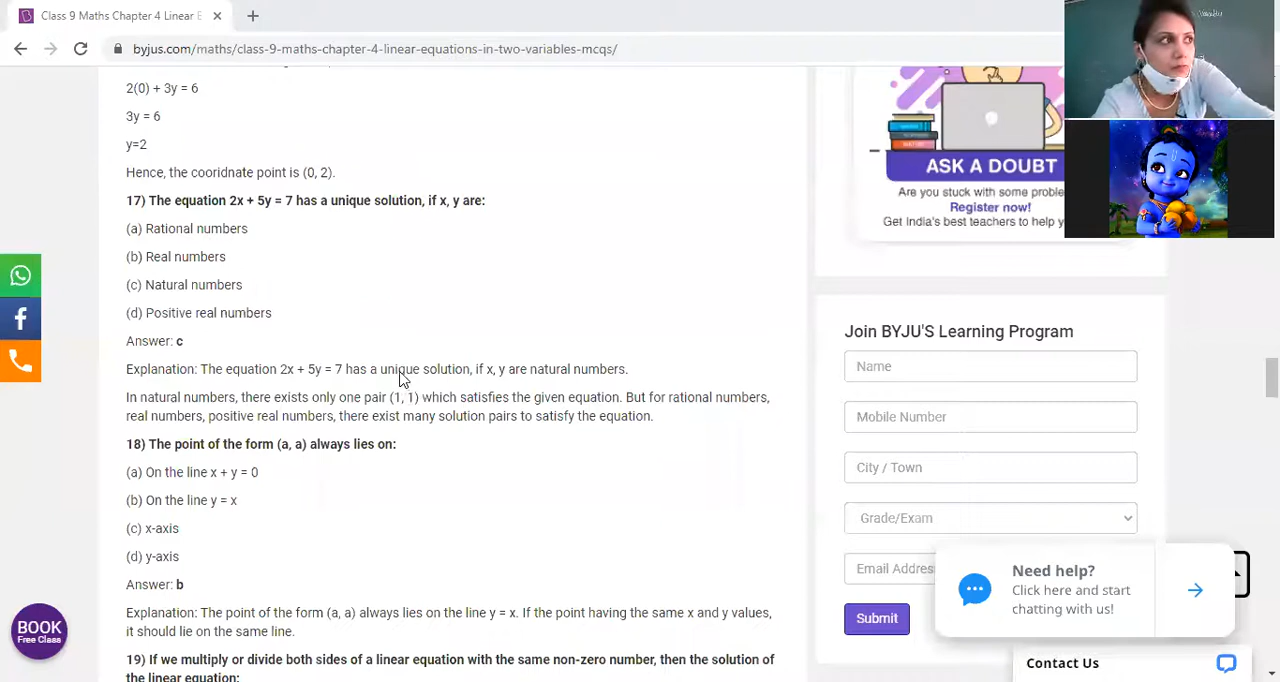 Class 9 Maths Chapter 4 Linear E
byjus.com/maths/class-9-maths-chapter-4-linear-equations-in-two-variables-mcqs/
2(0) + 3y = 6
3y = 6
y=2
Hence, the cooridnate point is (0, 2).
17) The equation 2x + 5y = 7 has a unique solution, if x, y are:
(a) Rational numbers
(b) Real numbers
(c) Natural numbers
(d) Positive real numbers
Answer: c
Explanation: The equation 2x + 5y = 7 has a unique solution, if x, y are natural numbers.
In natural numbers, there exists only one pair (1, 1) which satisfies the given equation. But for rational numbers,
real numbers, positive real numbers, there exist many solution pairs to satisfy the equation.
18) The point of the form (a, a) always lies on:
(a) On the line x + y = 0
(b) On the line y = x
(c) x-axis
(d) y-axis
Answer: b
Explanation: The point of the form (a, a) always lies on the line y = x. If the point having the same x and y values,
it should lie on the same line.
19) If we multiply or divide both sides of a linear equation with the same non-zero number, then the solution of
the linear equation:
BOOK
Free Class
ASK A DOUBT
Are you stuck with some proble
Register now!
Get India's best teachers to help y
Join BYJU'S Learning Program
Name
Mobile Number
City / Town
Grade/Exam
Email Addres
Submit
Need help?
Click here and start
chatting with us!
Contact Us